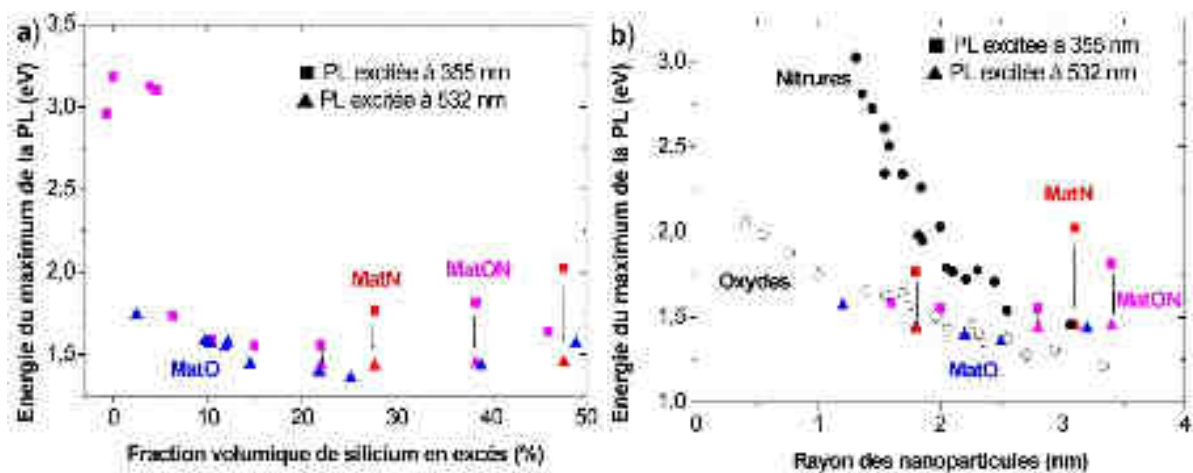 a)
Energie du maximum de la PL (eV)
3,5
3,0
2,5
2,0
1,5
PL excitée à 355 nm
PL excitée à 532 nm
MatN
MatON
MatO
0 10 20 30 40 50
Fraction volumique de silicium en excés (%)
b)
Energie du maximum de la PL (eV)
3,0
2,5
2,0
1,5
1,0
PL excitee à 355 nm
PL excitée à 532 nm
Nitrures
Oxydes
MatN
MatON
MatO
0 1 2 3 4
Rayon des nanoparticules (nm)